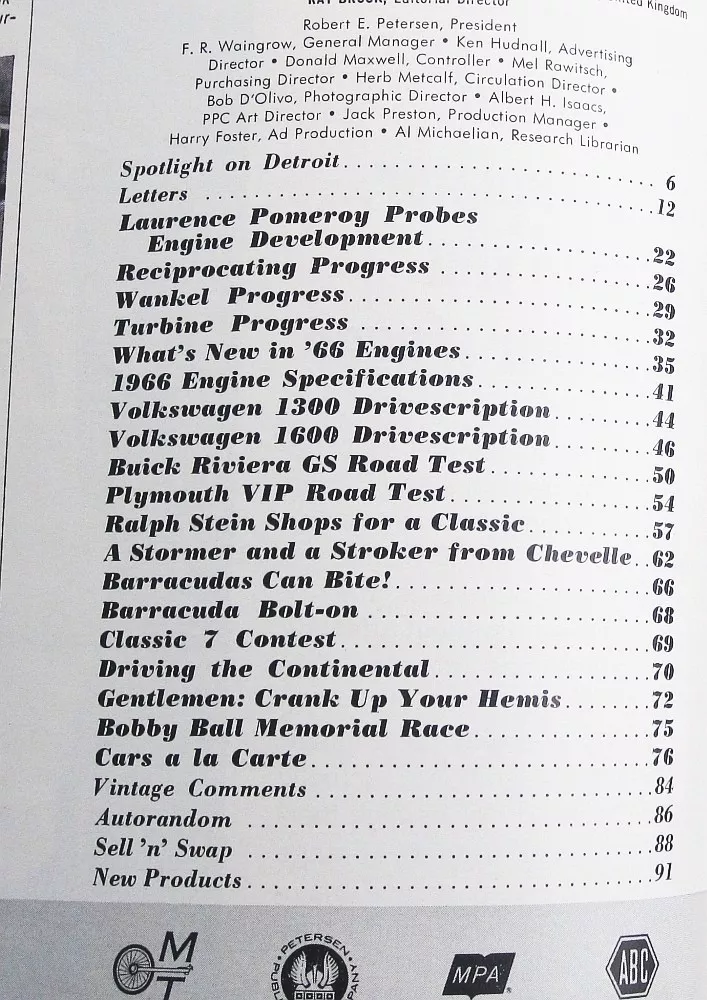 RAY BROCK, Editorial Director
United Kingdom
Robert E. Petersen, President
F. R. Waingrow, General Manager • Ken Hudnall, Advertising
Director • Donald Maxwell, Controller • Mel Rawitsch,
Purchasing Director • Herb Metcalf, Circulation Director •
Bob D'Olivo, Photographic Director • Albert H. Isaacs,
PPC Art Director • Jack Preston, Production Manager •
Harry Foster, Ad Production • Al Michaelian, Research Librarian
Spotlight on Detroit . . . . . . . . . . . . . . . . . . . . . . . . . 6
Letters . . . . . . . . . . . . . . . . . . . . . . . . . . . . . . . . . . 12
Laurence Pomeroy Probes
Engine Development . . . . . . . . . . . . . . . . . . 22
Reciprocating Progress . . . . . . . . . . . . . . . . . 26
Wankel Progress . . . . . . . . . . . . . . . . . . . . . . . . 29
Turbine Progress . . . . . . . . . . . . . . . . . . . . . . . 32
What's New in '66 Engines . . . . . . . . . . . . . . . 35
1966 Engine Specifications . . . . . . . . . . . . . . 41
Volkswagen 1300 Drivescription . . . . . . . . 44
Volkswagen 1600 Drivescription . . . . . . . . 46
Buick Riviera GS Road Test . . . . . . . . . . . . . 50
Plymouth VIP Road Test . . . . . . . . . . . . . . . . 54
Ralph Stein Shops for a Classic . . . . . . . . . . 57
A Stormer and a Stroker from Chevelle . . 62
Barracudas Can Bite! . . . . . . . . . . . . . . . . . . . . 66
Barracuda Bolt-on . . . . . . . . . . . . . . . . . . . . . . 68
Classic 7 Contest . . . . . . . . . . . . . . . . . . . . . . . . 69
Driving the Continental . . . . . . . . . . . . . . . . . 70
Gentlemen: Crank Up Your Hemis . . . . . . . 72
Bobby Ball Memorial Race . . . . . . . . . . . . . . 75
Cars a la Carte . . . . . . . . . . . . . . . . . . . . . . . . . . 76
Vintage Comments . . . . . . . . . . . . . . . . . . . . . . . . . 84
Autorandom . . . . . . . . . . . . . . . . . . . . . . . . . . . . . . 86
Sell 'n' Swap . . . . . . . . . . . . . . . . . . . . . . . . . . . . . . 88
New Products . . . . . . . . . . . . . . . . . . . . . . . . . . . . . . 91
M
T
PETERSEN
MPA
ABC